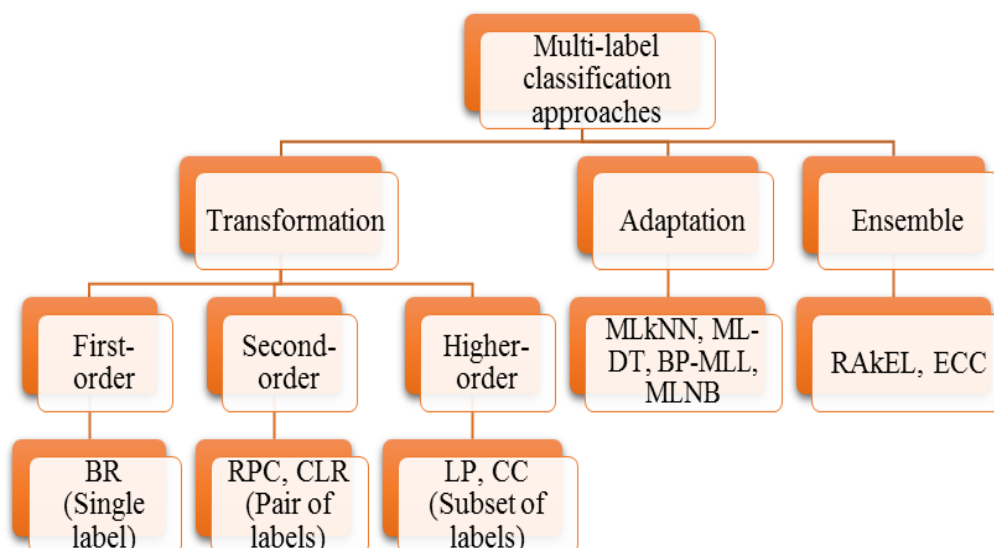 Multi-label
classification
approaches
Transformation
Adaptation
Ensemble
First-
order
Second-
order
Higher-
order
MLkNN, ML-
DT, BP-MLL,
MLNB
RAkEL, ECC
BR
(Single
label)
RPC, CLR
(Pair of
labels)
LP, CC
(Subset of
labels)